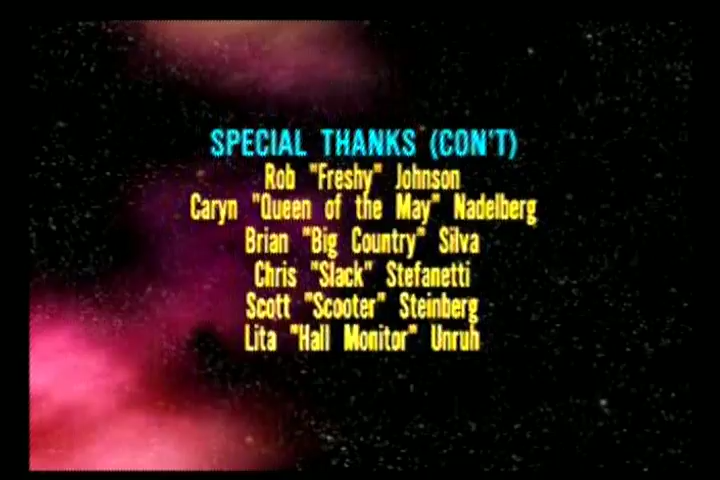 SPECIAL THANKS (CON'T)
Rob "Freshy" Johnson
Caryn "Queen of the May" Nadelberg
Brian "Big Country" Silva
Chris "Slack" Stefanetti
Scott "Scooter" Steinberg
Lita "Hall Monitor" Unruh